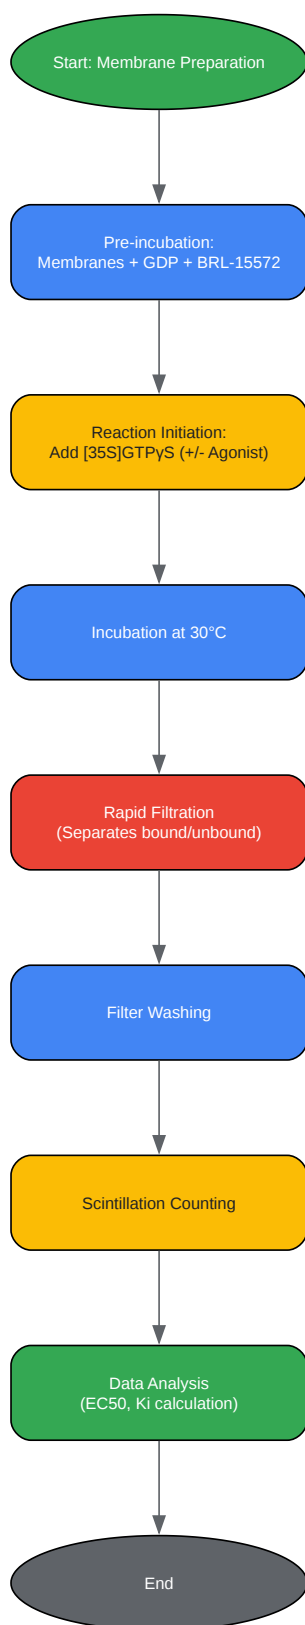 Start: Membrane Preparation
Pre-incubation:
Membranes + GDP + BRL-15572
Reaction Initiation:
Add [35S]GTPγS (+/- Agonist)
Incubation at 30°C
Rapid Filtration
(Separates bound/unbound)
Filter Washing
Scintillation Counting
Data Analysis
(EC50, Ki calculation)
End